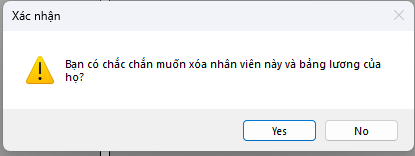 Xác nhận
Bạn có chắc chắn muốn xóa nhân viên này và bảng lương của
họ?
Yes
No